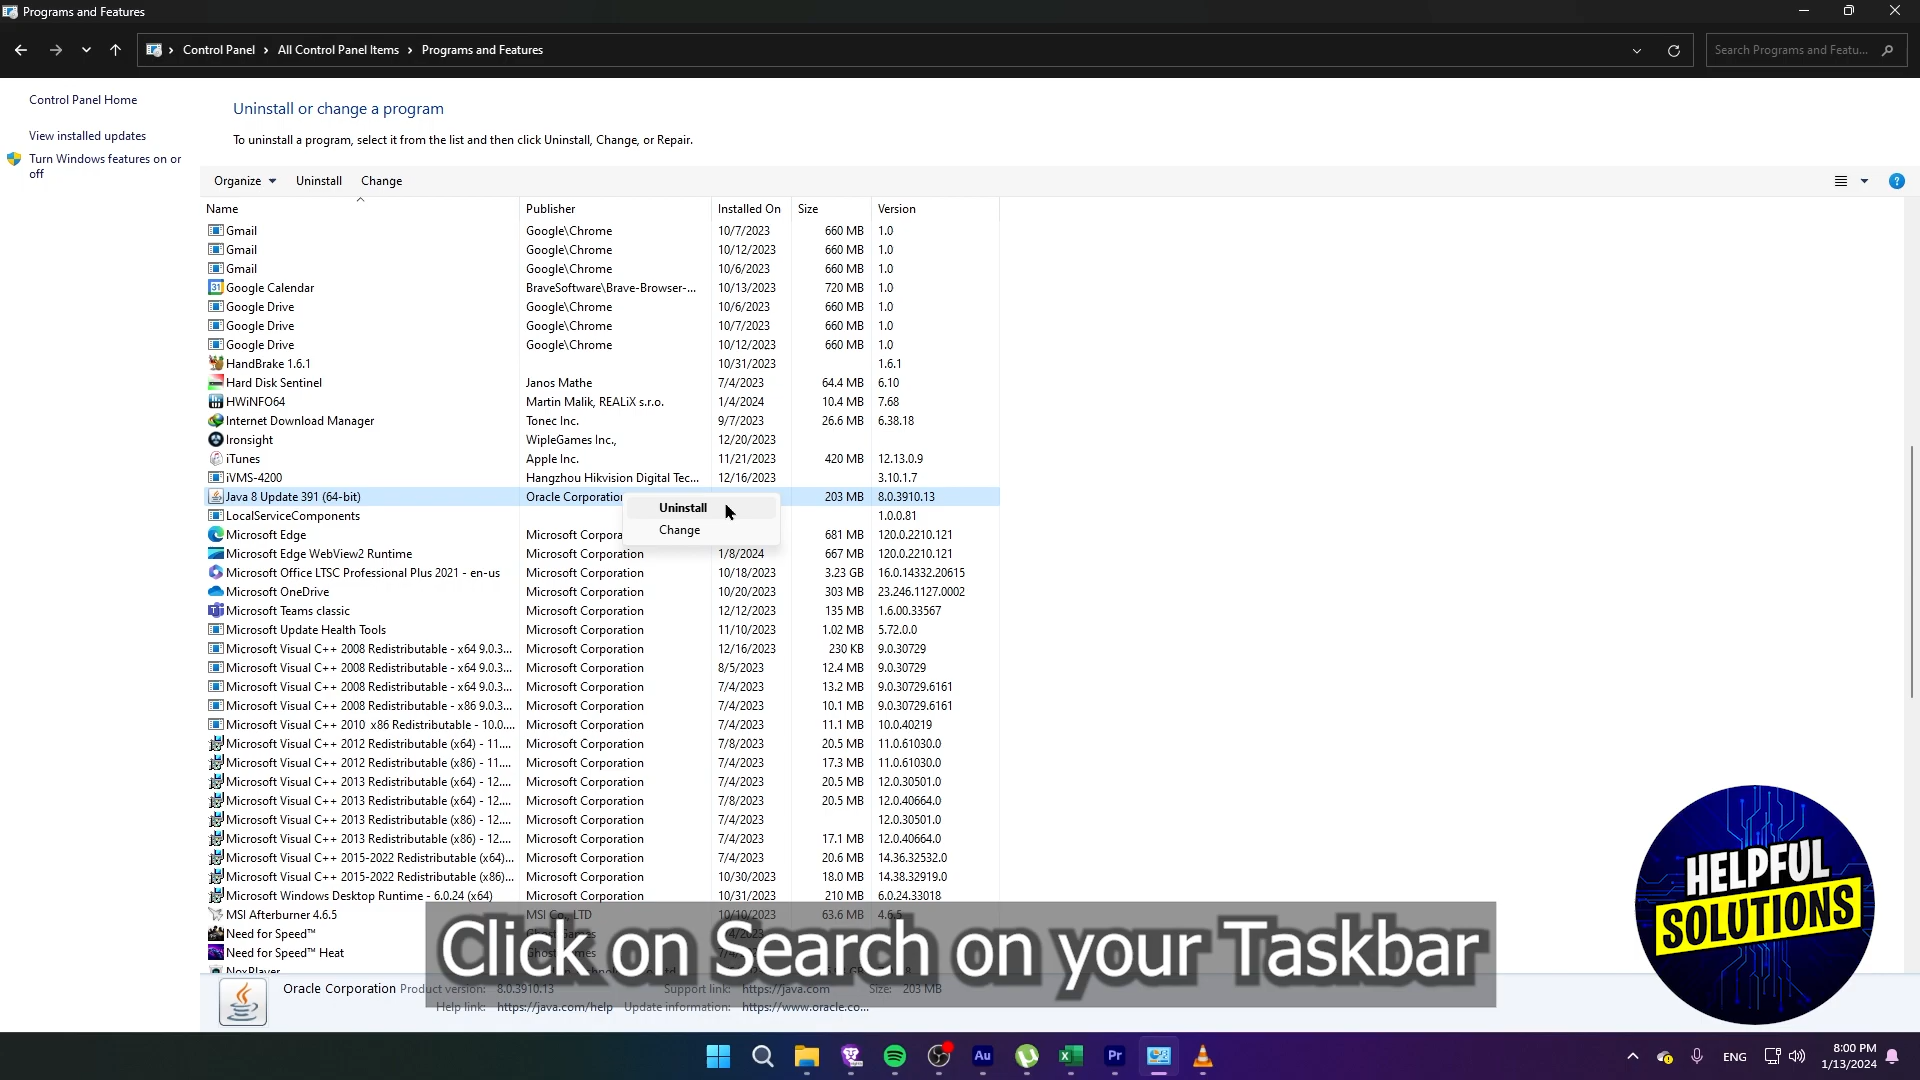 Programs and Features
Control Panel › All Control Panel Items › Programs and Features
Search Programs and Featu...
Control Panel Home
View installed updates
Turn Windows features on or
off
Uninstall or change a program
To uninstall a program, select it from the list and then click Uninstall, Change, or Repair.
Organize Uninstall Change
Name Publisher Installed On Size Version
Gmail Google\Chrome 10/7/2023 660 MB 1.0
Gmail Google\Chrome 10/12/2023 660 MB 1.0
Gmail Google\Chrome 10/6/2023 660 MB 1.0
31 Google Calendar BraveSoftware\Brave-Browser-... 10/13/2023 720 MB 1.0
Google Drive Google\Chrome 10/6/2023 660 MB 1.0
Google Drive Google\Chrome 10/7/2023 660 MB 1.0
Google Drive Google\Chrome 10/12/2023 660 MB 1.0
HandBrake 1.6.1 10/31/2023 1.6.1
Hard Disk Sentinel Janos Mathe 7/4/2023 64.4 MB 6.10
HWiNFO64 Martin Malik, REALiX s.r.o. 1/4/2024 10.4 MB 7.68
Internet Download Manager Tonec Inc. 9/7/2023 26.6 MB 6.38.18
Ironsight WipleGames Inc., 12/20/2023
iTunes Apple Inc. 11/21/2023 420 MB 12.13.0.9
iVMS-4200 Hangzhou Hikvision Digital Tec... 12/16/2023 3.10.1.7
Java 8 Update 391 (64-bit) Oracle Corporation 203 MB 8.0.3910.13
Uninstall
Change
LocalServiceComponents 1.0.0.81
Microsoft Edge Microsoft Corpora 681 MB 120.0.2210.121
Microsoft Edge WebView2 Runtime Microsoft Corporation 1/8/2024 667 MB 120.0.2210.121
Microsoft Office LTSC Professional Plus 2021 - en-us Microsoft Corporation 10/18/2023 3.23 GB 16.0.14332.20615
Microsoft OneDrive Microsoft Corporation 10/20/2023 303 MB 23.246.1127.0002
Microsoft Teams classic Microsoft Corporation 12/12/2023 135 MB 1.6.00.33567
Microsoft Update Health Tools Microsoft Corporation 11/10/2023 1.02 MB 5.72.0.0
Microsoft Visual C++ 2008 Redistributable - x64 9.0.3... Microsoft Corporation 12/16/2023 230 KB 9.0.30729
Microsoft Visual C++ 2008 Redistributable - x64 9.0.3... Microsoft Corporation 8/5/2023 12.4 MB 9.0.30729
Microsoft Visual C++ 2008 Redistributable - x64 9.0.3... Microsoft Corporation 7/4/2023 13.2 MB 9.0.30729.6161
Microsoft Visual C++ 2008 Redistributable - x86 9.0.3... Microsoft Corporation 7/4/2023 10.1 MB 9.0.30729.6161
Microsoft Visual C++ 2010 x86 Redistributable - 10.0.... Microsoft Corporation 7/4/2023 11.1 MB 10.0.40219
Microsoft Visual C++ 2012 Redistributable (x64) - 11.... Microsoft Corporation 7/8/2023 20.5 MB 11.0.61030.0
Microsoft Visual C++ 2012 Redistributable (x86) - 11.... Microsoft Corporation 7/4/2023 17.3 MB 11.0.61030.0
Microsoft Visual C++ 2013 Redistributable (x64) - 12.... Microsoft Corporation 7/4/2023 20.5 MB 12.0.30501.0
Microsoft Visual C++ 2013 Redistributable (x64) - 12.... Microsoft Corporation 7/8/2023 20.5 MB 12.0.40664.0
Microsoft Visual C++ 2013 Redistributable (x86) - 12.... Microsoft Corporation 7/4/2023 12.0.30501.0
Microsoft Visual C++ 2013 Redistributable (x86) - 12.... Microsoft Corporation 7/4/2023 17.1 MB 12.0.40664.0
Microsoft Visual C++ 2015-2022 Redistributable (x64)... Microsoft Corporation 7/4/2023 20.6 MB 14.36.32532.0
Microsoft Visual C++ 2015-2022 Redistributable (x86)... Microsoft Corporation 10/30/2023 18.0 MB 14.38.32919.0
Microsoft Windows Desktop Runtime - 6.0.24 (x64) Microsoft Corporation 10/31/2023 210 MB 6.0.24.33018
MSI Afterburner 4.6.5 MSI Co., LTD 10/10/2023 63.6 MB 4.6.5
Need for Speed™
Need for Speed™ Heat
NoxPlayer
Click on Search on your Taskbar
Oracle Corporation Product version: 8.0.3910.13 Support link: https://java.com Size: 203 MB
Help link: https://java.com/help Update information: https://www.oracle.co...
HELPFUL
SOLUTIONS
Au Pr ENG
8:00 PM
1/13/2024